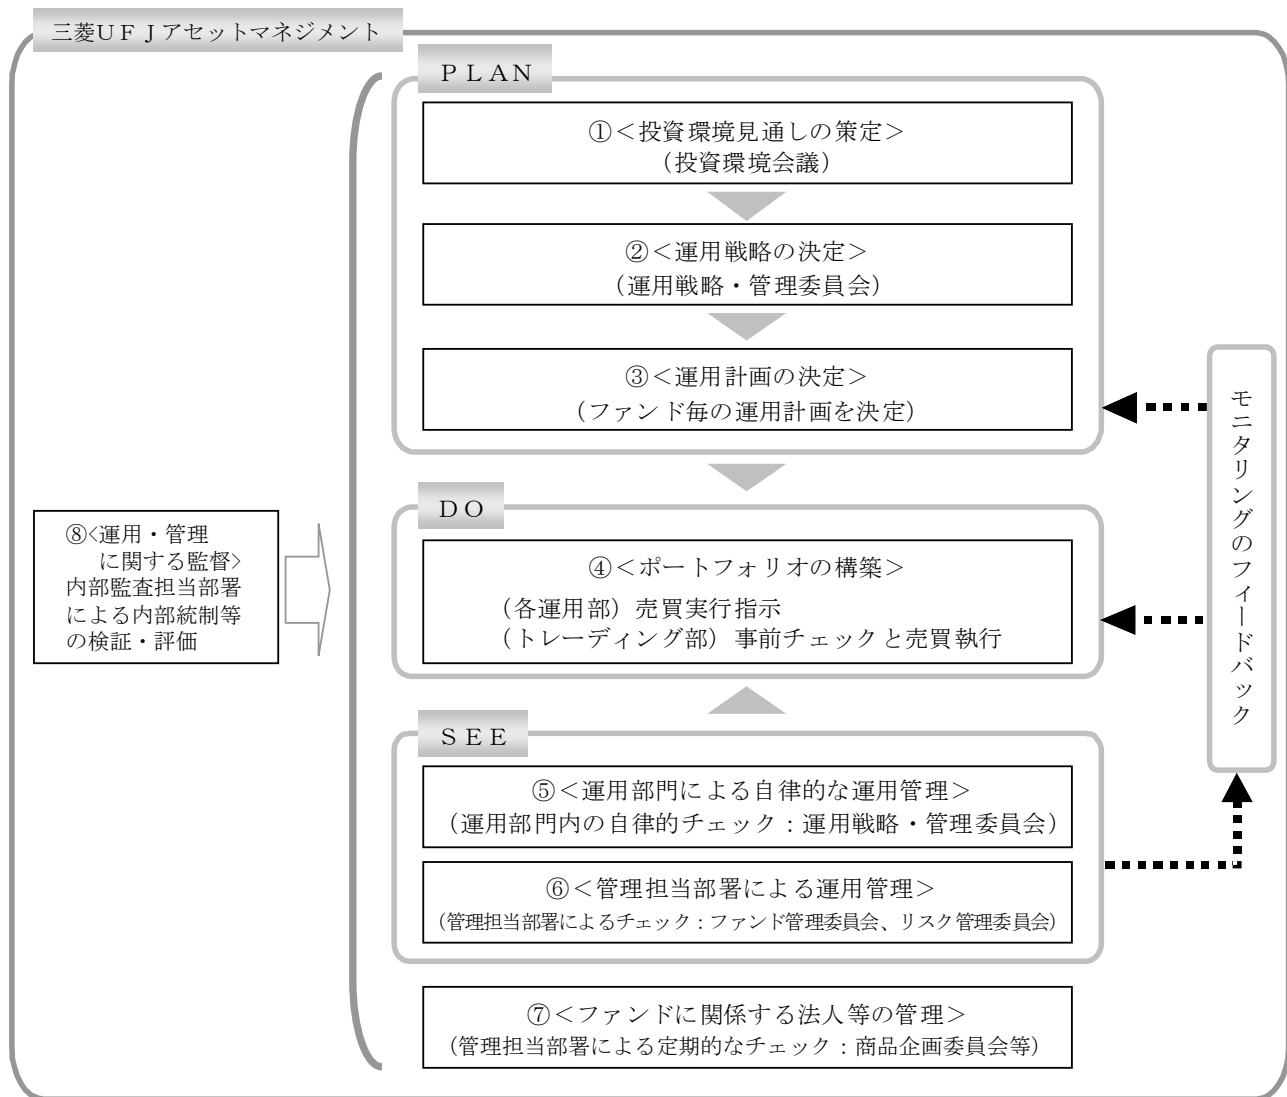 三菱ＵＦＪアセットマネジメント
ＰＬＡＮ
①＜投資環境見通しの策定＞
（投資環境会議）
②＜運用戦略の決定＞
（運用戦略・管理委員会）
③＜運用計画の決定＞
（ファンド毎の運用計画を決定）
ＤＯ
④＜ポートフォリオの構築＞
（各運用部）売買実行指示
（トレーディング部）事前チェックと売買執行
ＳＥＥ
⑤＜運用部門による自律的な運用管理＞
（運用部門内の自律的チェック：運用戦略・管理委員会）
⑥＜管理担当部署による運用管理＞
（管理担当部署によるチェック：ファンド管理委員会、リスク管理委員会）
⑦＜ファンドに関係する法人等の管理＞
（管理担当部署による定期的なチェック：商品企画委員会等）
⑧<運用・管理
に関する監督>
内部監査担当部署
による内部統制等
の検証・評価
モニタリングのフィードバック